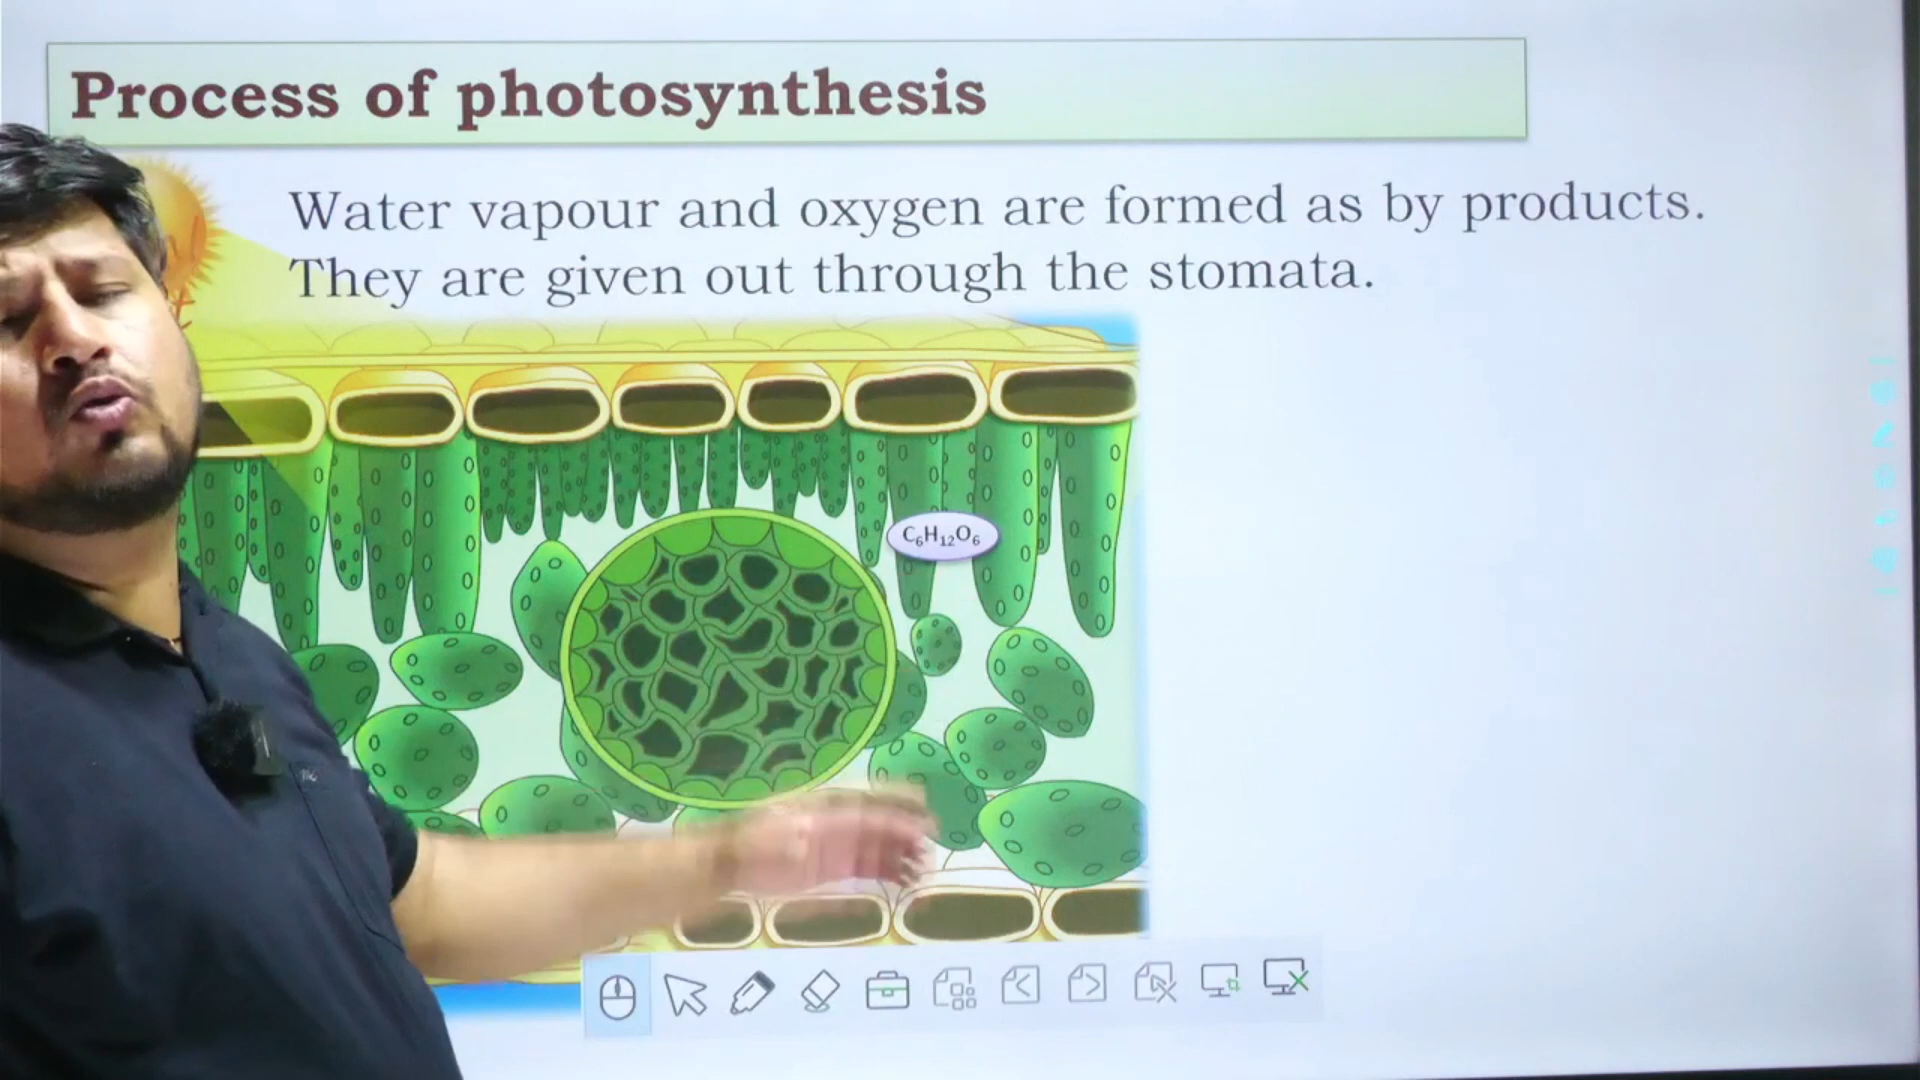 Process of photosynthesis
Water vapour and oxygen are formed as by products.
They are given out through the stomata.
C₆H₁₂O₆